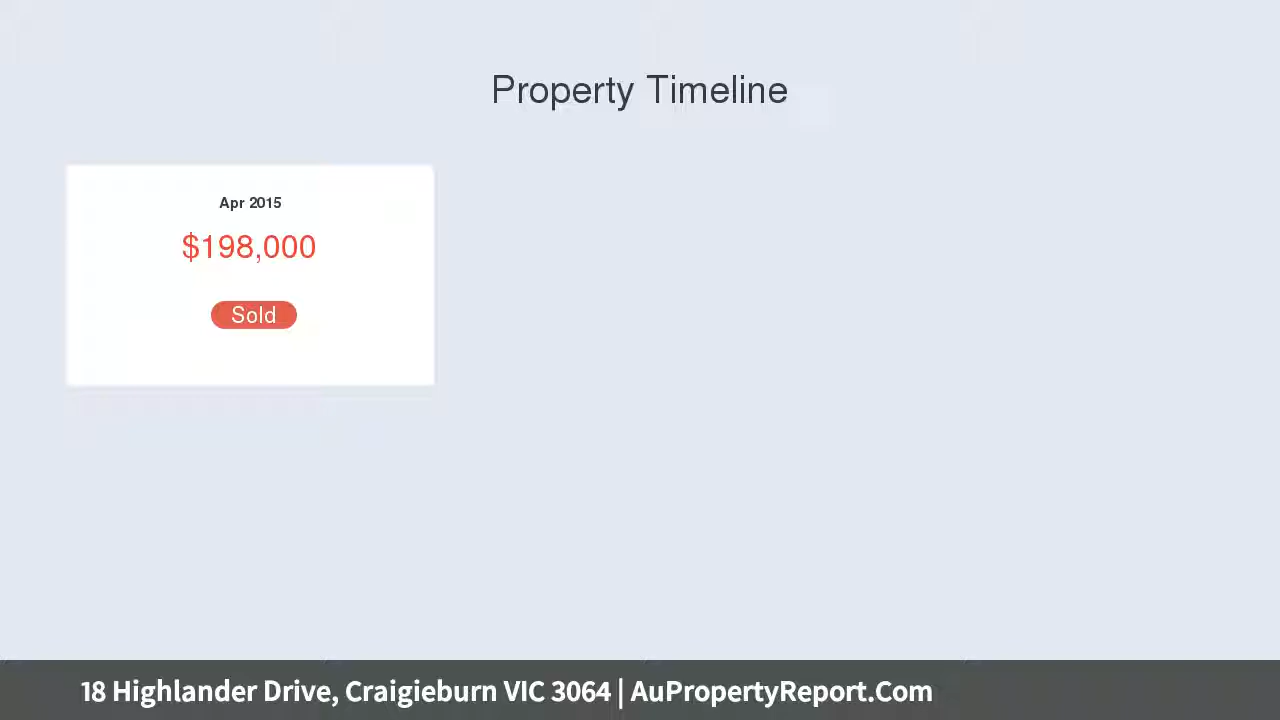 Property Timeline
Apr 2015
$198,000
Sold
18 Highlander Drive, Craigieburn VIC 3064 | AuPropertyReport.Com